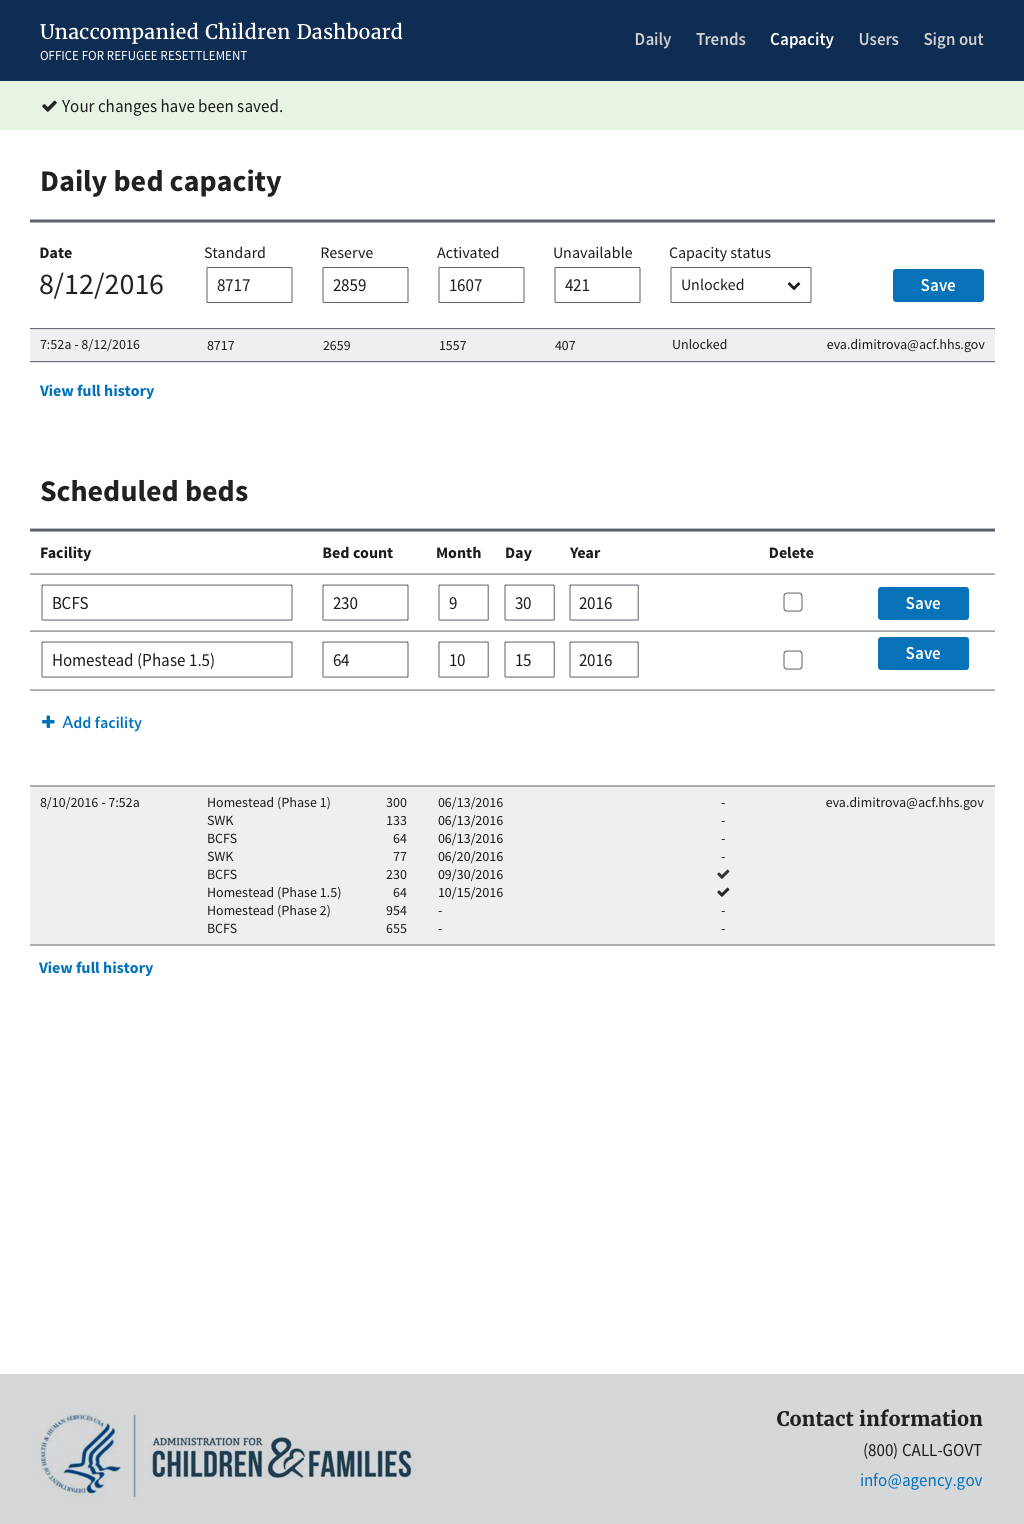 Unaccompanied Children Dashboard
OFFICE FOR REFUGEE RESETTLEMENT
Daily Trends Capacity Users Sign out
✔ Your changes have been saved.
Daily bed capacity
Date Standard Reserve Activated Unavailable Capacity status
8/12/2016 8717 2859 1607 421 Unlocked Save
7:52a - 8/12/2016 8717 2659 1557 407 Unlocked eva.dimitrova@acf.hhs.gov
View full history
Scheduled beds
Facility Bed count Month Day Year Delete
BCFS 230 9 30 2016 Save
Homestead (Phase 1.5) 64 10 15 2016 Save
+ Add facility
8/10/2016 - 7:52a Homestead (Phase 1) 300 06/13/2016 - eva.dimitrova@acf.hhs.gov
SWK 133 06/13/2016 -
BCFS 64 06/13/2016 -
SWK 77 06/20/2016 -
BCFS 230 09/30/2016 ✔
Homestead (Phase 1.5) 64 10/15/2016 ✔
Homestead (Phase 2) 954 - -
BCFS 655 - -
View full history
DEPARTMENT OF HEALTH & HUMAN SERVICES·USA
ADMINISTRATION FOR
CHILDREN & FAMILIES
Contact information
(800) CALL-GOVT
info@agency.gov